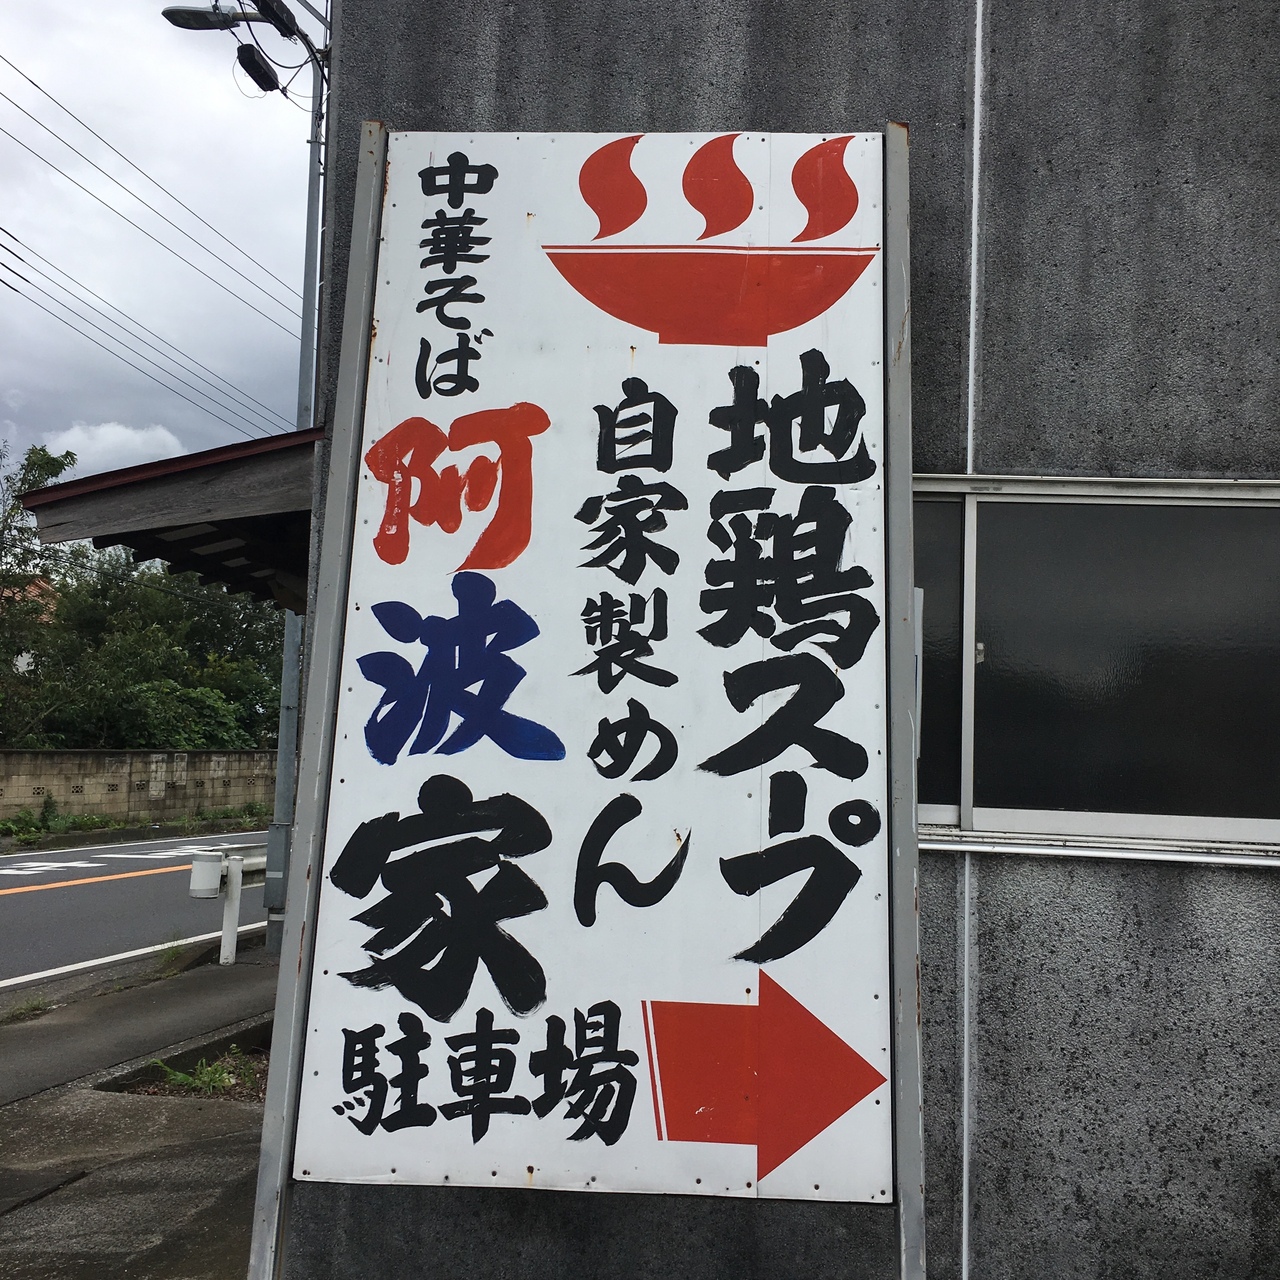 地鶏スープ
自家製めん
中華そば
阿波家
駐車場